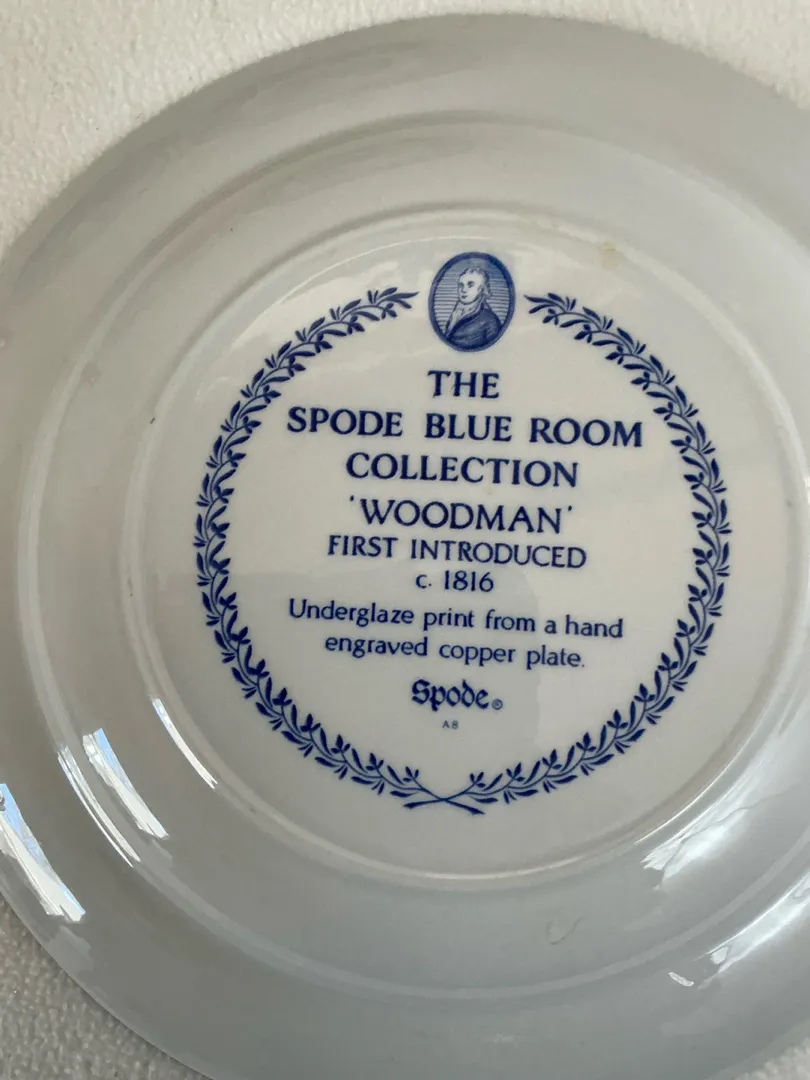 THE
SPODE BLUE ROOM
COLLECTION
'WOODMAN'
FIRST INTRODUCED
c. 1816
Underglaze print from a hand
engraved copper plate.
Spode®
A8